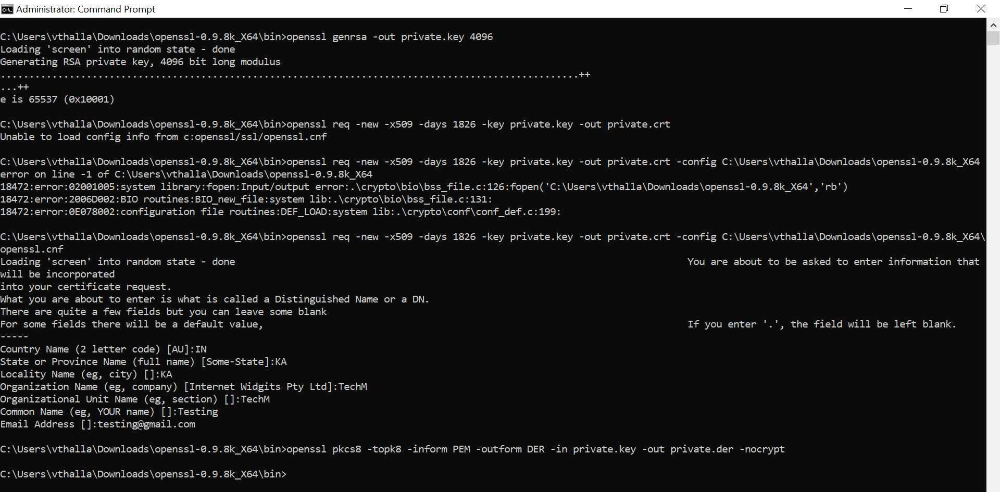 Administrator: Command Prompt
C:\Users\vthalla\Downloads\openssl-0.9.8k_X64\bin>openssl genrsa -out private.key 4096
Loading 'screen' into random state - done
Generating RSA private key, 4096 bit long modulus
.....................................................................................................++
...++
e is 65537 (0x10001)
C:\Users\vthalla\Downloads\openssl-0.9.8k_X64\bin>openssl req -new -x509 -days 1826 -key private.key -out private.crt
Unable to load config info from c:openssl/ssl/openssl.cnf
C:\Users\vthalla\Downloads\openssl-0.9.8k_X64\bin>openssl req -new -x509 -days 1826 -key private.key -out private.crt -config C:\Users\vthalla\Downloads\openssl-0.9.8k_X64
error on line -1 of C:\Users\vthalla\Downloads\openssl-0.9.8k_X64
18472:error:02001005:system library:fopen:Input/output error:.\crypto\bio\bss_file.c:126:fopen('C:\Users\vthalla\Downloads\openssl-0.9.8k_X64','rb')
18472:error:2006D002:BIO routines:BIO_new_file:system lib:.\crypto\bio\bss_file.c:131:
18472:error:0E078002:configuration file routines:DEF_LOAD:system lib:.\crypto\conf\conf_def.c:199:
C:\Users\vthalla\Downloads\openssl-0.9.8k_X64\bin>openssl req -new -x509 -days 1826 -key private.key -out private.crt -config C:\Users\vthalla\Downloads\openssl-0.9.8k_X64\
openssl.cnf
Loading 'screen' into random state - done You are about to be asked to enter information that
will be incorporated
into your certificate request.
What you are about to enter is what is called a Distinguished Name or a DN.
There are quite a few fields but you can leave some blank
For some fields there will be a default value, If you enter '.', the field will be left blank.
-----
Country Name (2 letter code) [AU]:IN
State or Province Name (full name) [Some-State]:KA
Locality Name (eg, city) []:KA
Organization Name (eg, company) [Internet Widgits Pty Ltd]:TechM
Organizational Unit Name (eg, section) []:TechM
Common Name (eg, YOUR name) []:Testing
Email Address []:testing@gmail.com
C:\Users\vthalla\Downloads\openssl-0.9.8k_X64\bin>openssl pkcs8 -topk8 -inform PEM -outform DER -in private.key -out private.der -nocrypt
C:\Users\vthalla\Downloads\openssl-0.9.8k_X64\bin>